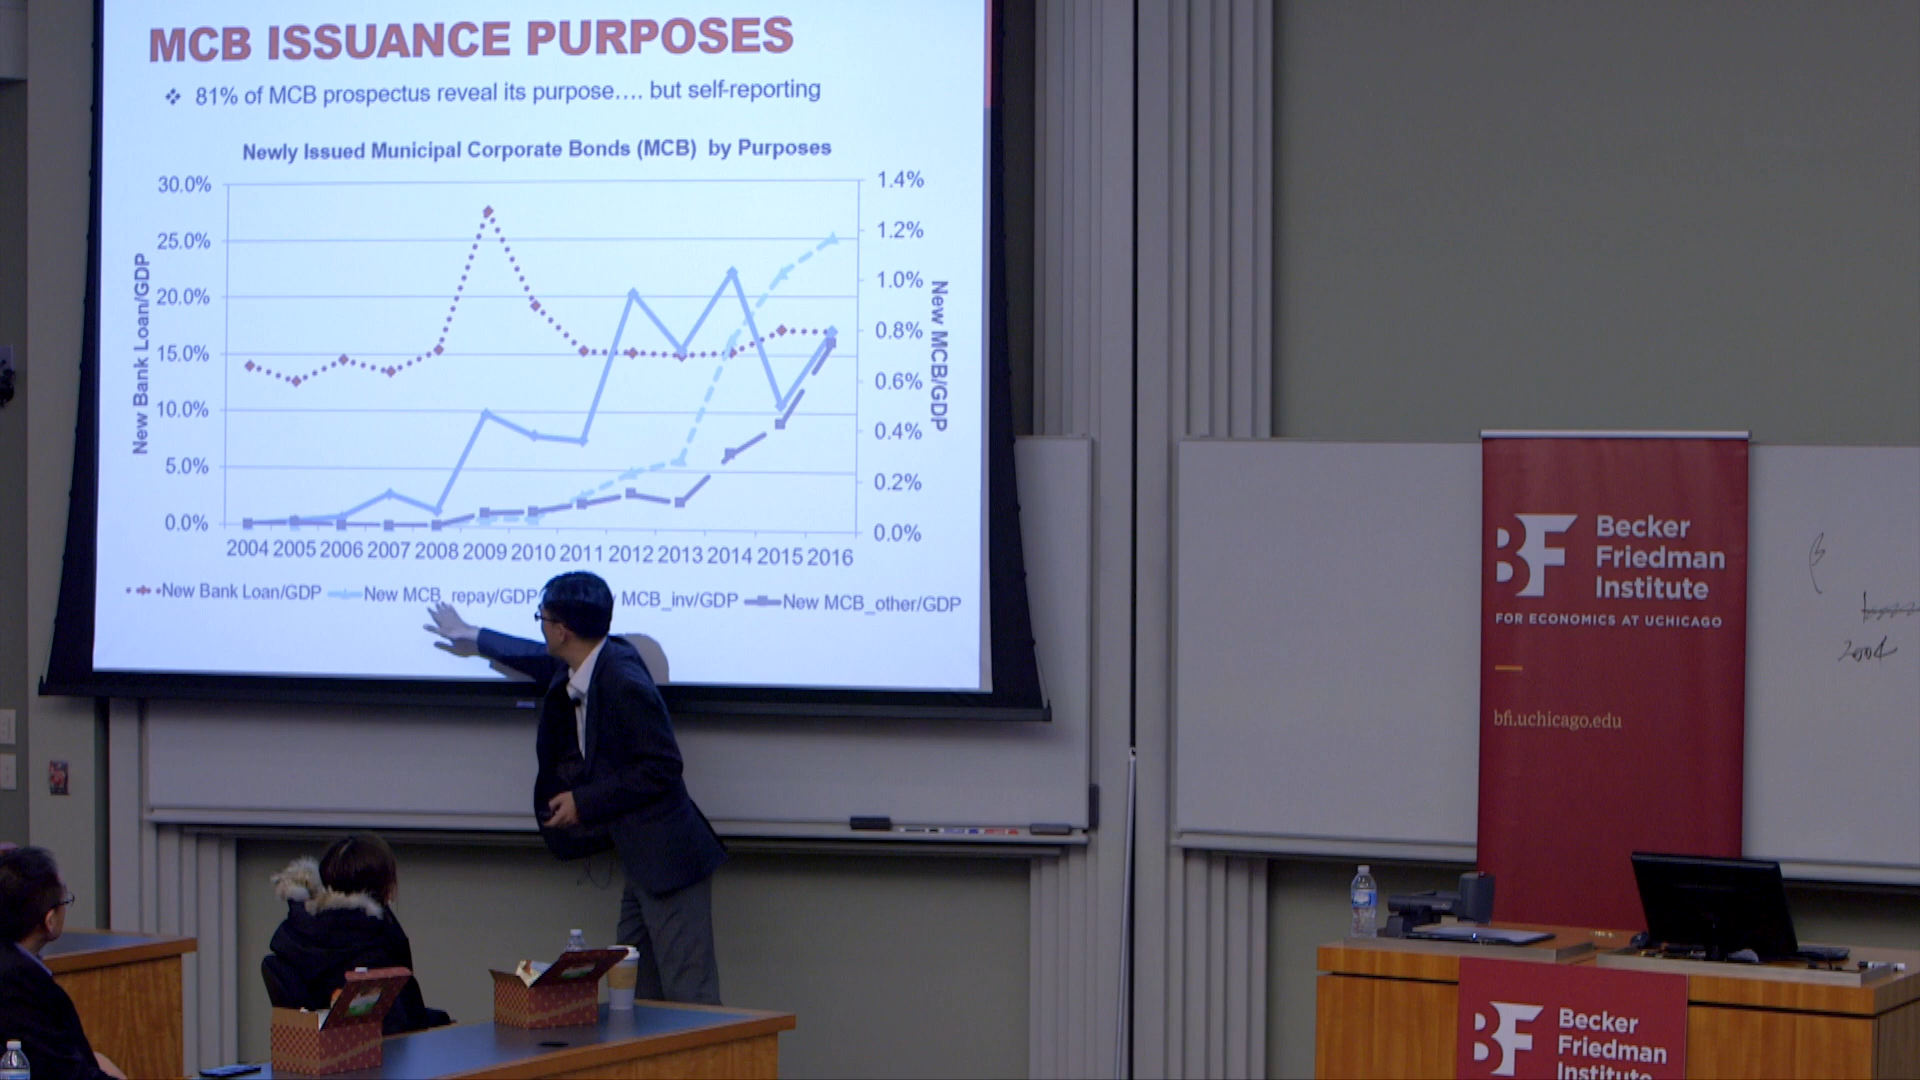 MCB ISSUANCE PURPOSES
❖ 81% of MCB prospectus reveal its purpose…. but self-reporting
Newly Issued Municipal Corporate Bonds (MCB) by Purposes
New Bank Loan/GDP
30.0%
25.0%
20.0%
15.0%
10.0%
5.0%
0.0%
1.4%
1.2%
1.0%
0.8%
0.6%
0.4%
0.2%
0.0%
New MCB/GDP
2004 2005 2006 2007 2008 2009 2010 2011 2012 2013 2014 2015 2016
New Bank Loan/GDP New MCB_repay/GDP MCB_inv/GDP New MCB_other/GDP
BF Becker
Friedman
Institute
FOR ECONOMICS AT UCHICAGO
bfi.uchicago.edu
2004
BF Becker
Friedman
Institute